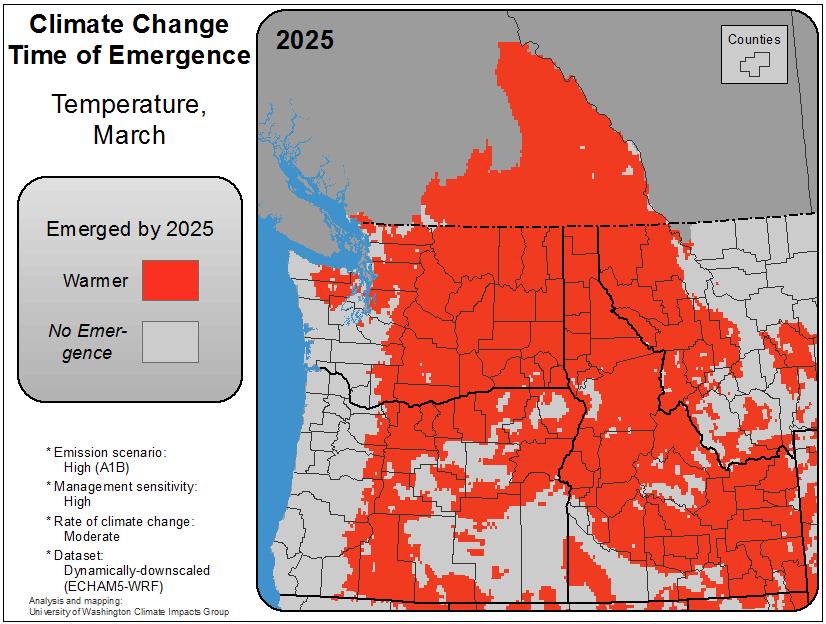 Climate Change
Time of Emergence
Temperature,
March
Emerged by 2025
Warmer
No Emer-
gence
* Emission scenario:
High (A1B)
* Management sensitivity:
High
* Rate of climate change:
Moderate
* Dataset:
Dynamically-downscaled
(ECHAM5-WRF)
Analysis and mapping:
University of Washington Climate Impacts Group
2025
Counties